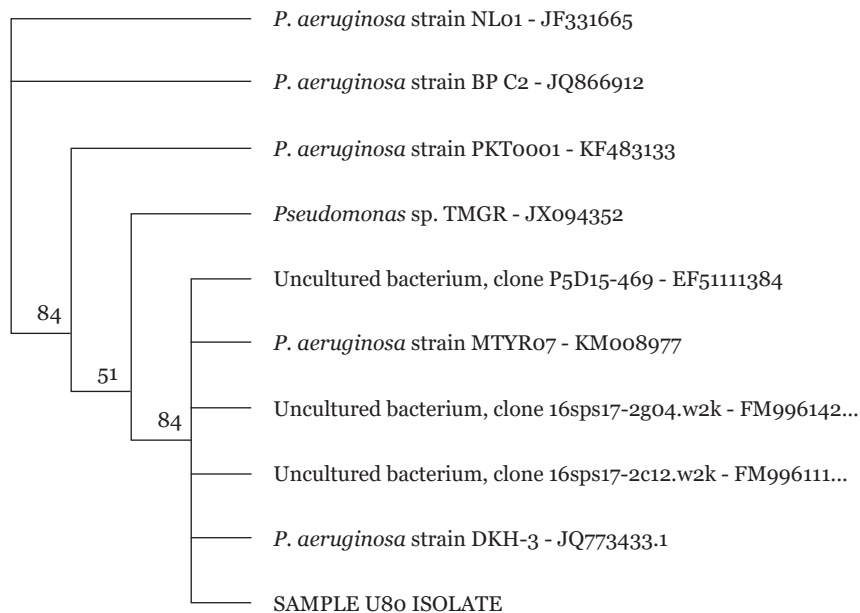 P. aeruginosa strain NL01 - JF331665
P. aeruginosa strain BP C2 - JQ866912
P. aeruginosa strain PKT0001 - KF483133
Pseudomonas sp. TMGR - JX094352
Uncultured bacterium, clone P5D15-469 - EF51111384
84
P. aeruginosa strain MTYR07 - KM008977
51
Uncultured bacterium, clone 16sps17-2g04.w2k - FM996142...
84
Uncultured bacterium, clone 16sps17-2c12.w2k - FM996111...
P. aeruginosa strain DKH-3 - JQ773433.1
SAMPLE U80 ISOLATE